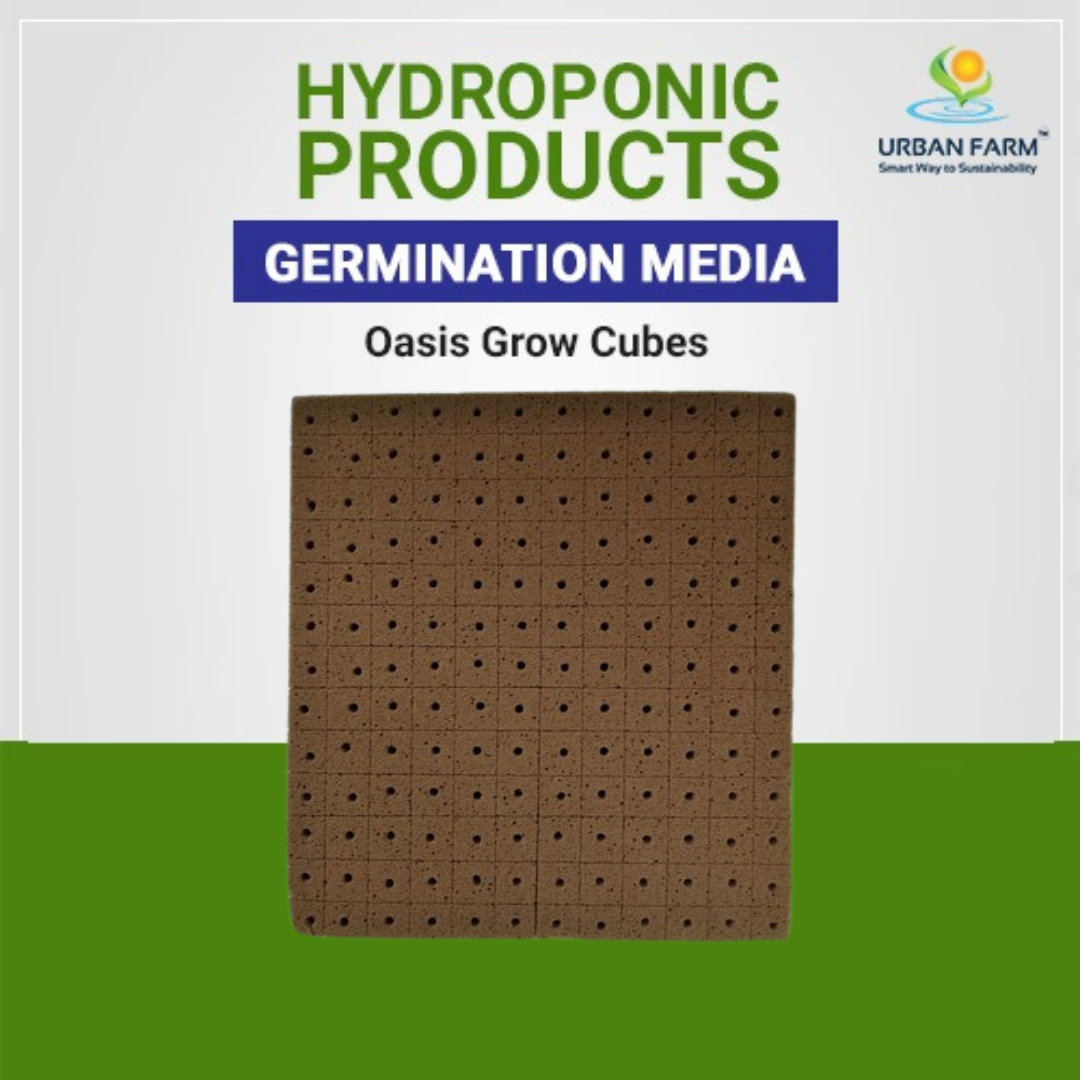 HYDROPONIC
PRODUCTS
GERMINATION MEDIA
Oasis Grow Cubes
URBAN FARM™
Smart Way to Sustainability